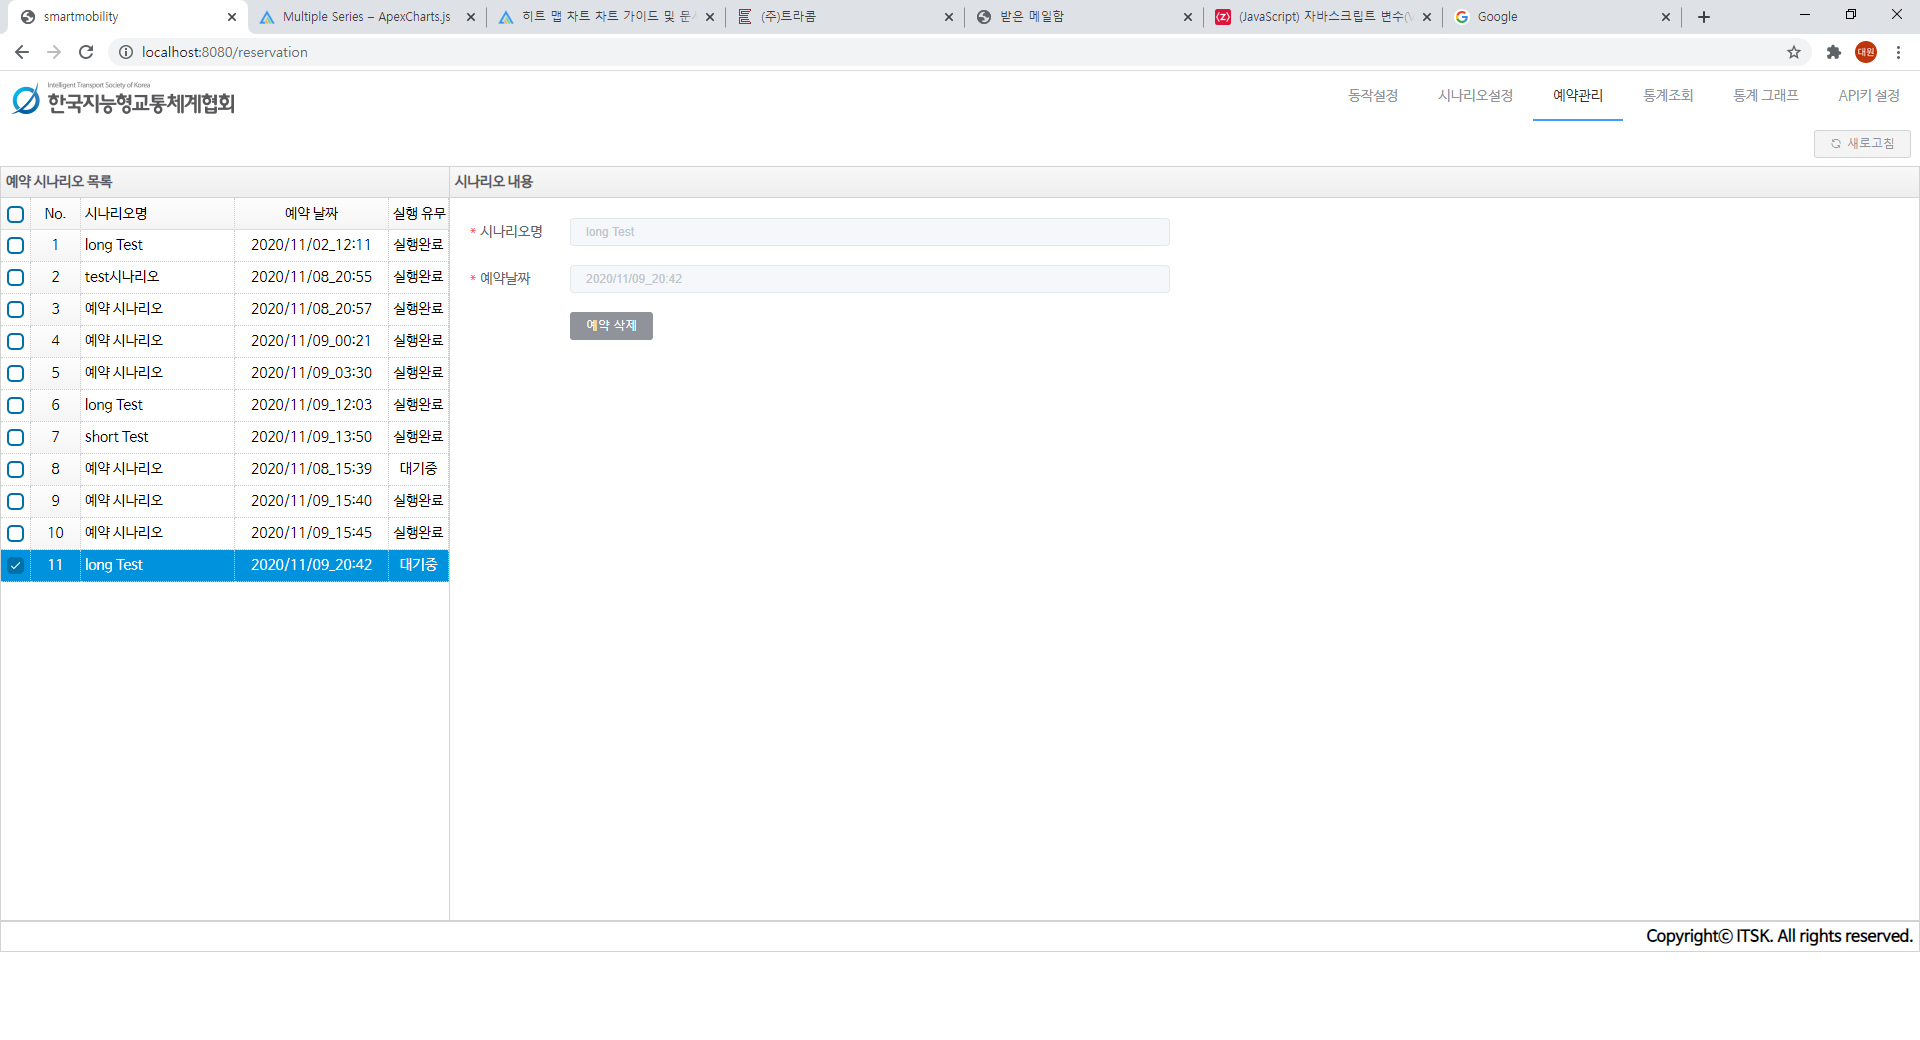 smartmobility
Multiple Series – ApexCharts.js
히트 맵 차트 차트 가이드 및 문
(주)트라콤
받은 메일함
(JavaScript) 자바스크립트 변수(
Google
localhost:8080/reservation
대원
Intelligent Transport Society of Korea
한국지능형교통체계협회
동작설정 시나리오설정 예약관리 통계조회 통계 그래프 API키 설정
새로고침
예약 시나리오 목록
No. 시나리오명 예약 날짜 실행 유무
1 long Test 2020/11/02_12:11 실행완료
2 test시나리오 2020/11/08_20:55 실행완료
3 예약 시나리오 2020/11/08_20:57 실행완료
4 예약 시나리오 2020/11/09_00:21 실행완료
5 예약 시나리오 2020/11/09_03:30 실행완료
6 long Test 2020/11/09_12:03 실행완료
7 short Test 2020/11/09_13:50 실행완료
8 예약 시나리오 2020/11/08_15:39 대기중
9 예약 시나리오 2020/11/09_15:40 실행완료
10 예약 시나리오 2020/11/09_15:45 실행완료
11 long Test 2020/11/09_20:42 대기중
시나리오 내용
* 시나리오명 long Test
* 예약날짜 2020/11/09_20:42
예약 삭제
Copyrightⓒ ITSK. All rights reserved.